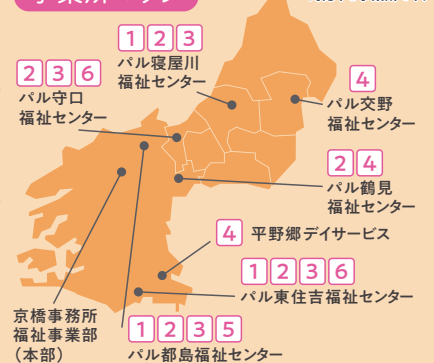 1 2 3
パル寝屋川
福祉センター
2 3 6
パル守口
福祉センター
4
パル交野
福祉センター
2 4
パル鶴見
福祉センター
4 平野郷デイサービス
1 2 3 6
パル東住吉福祉センター
京橋事務所
福祉事業部
（本部）
1 2 3 5
パル都島福祉センター